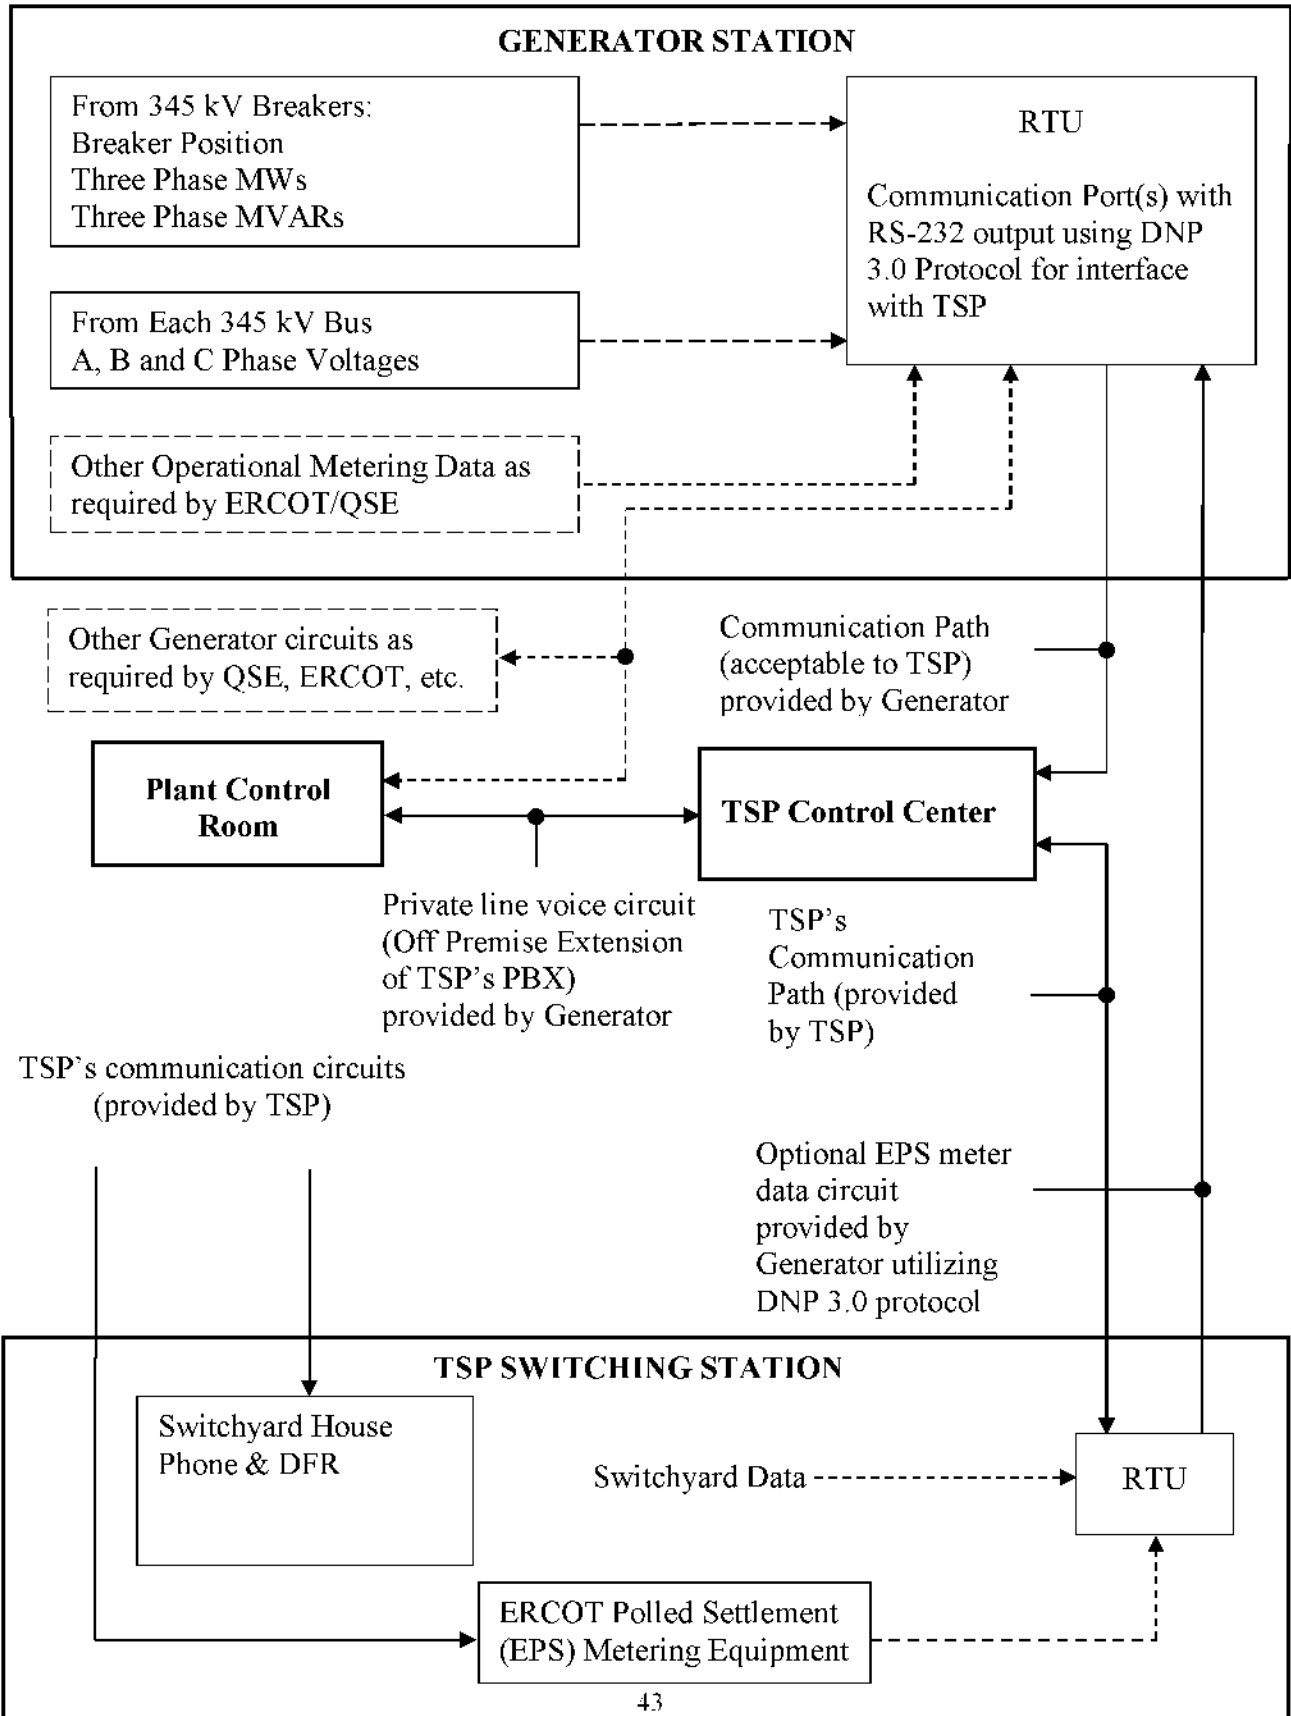 GENERATOR STATION
From 345 kV Breakers:
Breaker Position
Three Phase MWs
Three Phase MVARs
RTU
Communication Port(s) with
RS-232 output using DNP
3.0 Protocol for interface
with TSP
From Each 345 kV Bus
A, B and C Phase Voltages
Other Operational Metering Data as
required by ERCOT/QSE
Other Generator circuits as
required by QSE, ERCOT, etc.
Communication Path
(acceptable to TSP)
provided by Generator
Plant Control
Room
TSP Control Center
Private line voice circuit
(Off Premise Extension
of TSP's PBX)
provided by Generator
TSP's
Communication
Path (provided
by TSP)
TSP's communication circuits
(provided by TSP)
Optional EPS meter
data circuit
provided by
Generator utilizing
DNP 3.0 protocol
TSP SWITCHING STATION
Switchyard House
Phone & DFR
Switchyard Data
RTU
ERCOT Polled Settlement
(EPS) Metering Equipment
43